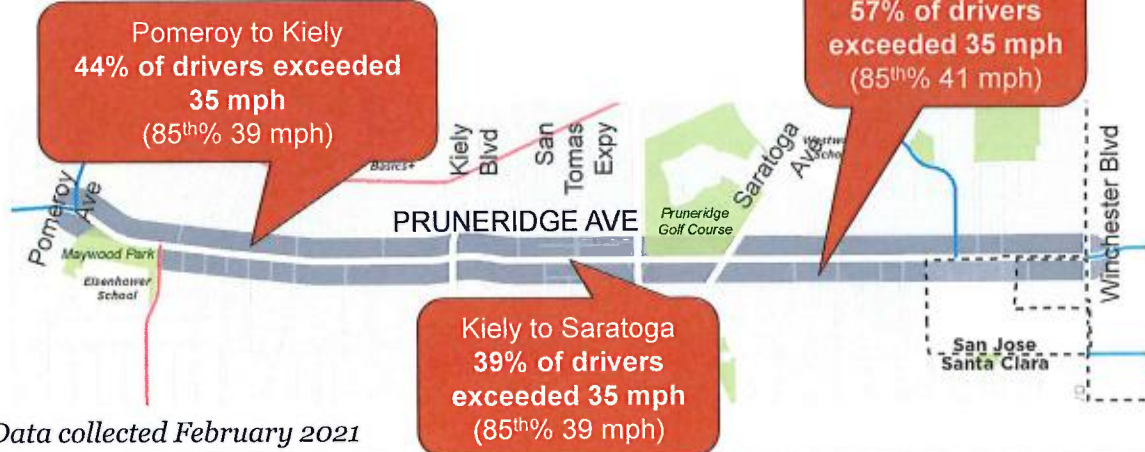 Pomeroy to Kiely
44% of drivers exceeded
35 mph
(85th% 39 mph)
57% of drivers
exceeded 35 mph
(85th% 41 mph)
Basics+
Kiely
Blvd
San
Tomas
Expy
Saratoga
Ave
Winchester Blvd
Pomeroy
Ave
PRUNERIDGE AVE
Pruneridge
Golf Course
Maywood Park
Eisenhower
School
Kiely to Saratoga
39% of drivers
exceeded 35 mph
(85th% 39 mph)
San Jose
Santa Clara
Data collected February 2021